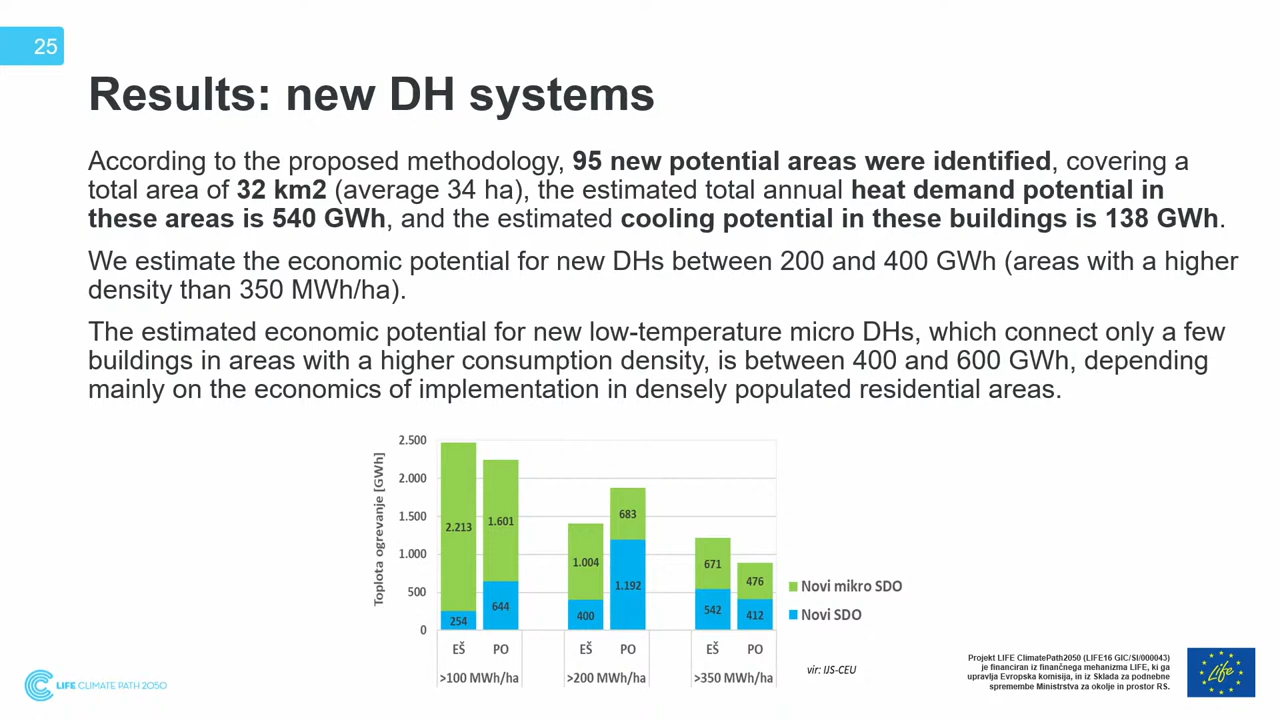 25
Results: new DH systems
According to the proposed methodology, 95 new potential areas were identified, covering a
total area of 32 km2 (average 34 ha), the estimated total annual heat demand potential in
these areas is 540 GWh, and the estimated cooling potential in these buildings is 138 GWh.
We estimate the economic potential for new DHs between 200 and 400 GWh (areas with a higher
density than 350 MWh/ha).
The estimated economic potential for new low-temperature micro DHs, which connect only a few
buildings in areas with a higher consumption density, is between 400 and 600 GWh, depending
mainly on the economics of implementation in densely populated residential areas.
Toplota ogrevanje [GWh]
2.500
2.000
1.500
1.000
500
0
2.213
254
1.601
644
1.004
400
683
1.192
671
542
476
412
EŠ PO EŠ PO EŠ PO
>100 MWh/ha >200 MWh/ha >350 MWh/ha
Novi mikro SDO
Novi SDO
vir: IJS-CEU
LIFE CLIMATE PATH 2050
Projekt LIFE ClimatePath2050 (LIFE16 GIC/SI/000043)
je financiran iz finančnega mehanizma LIFE, ki ga
upravlja Evropska komisija, in iz Sklada za podnebne
spremembe Ministrstva za okolje in prostor RS.
Life